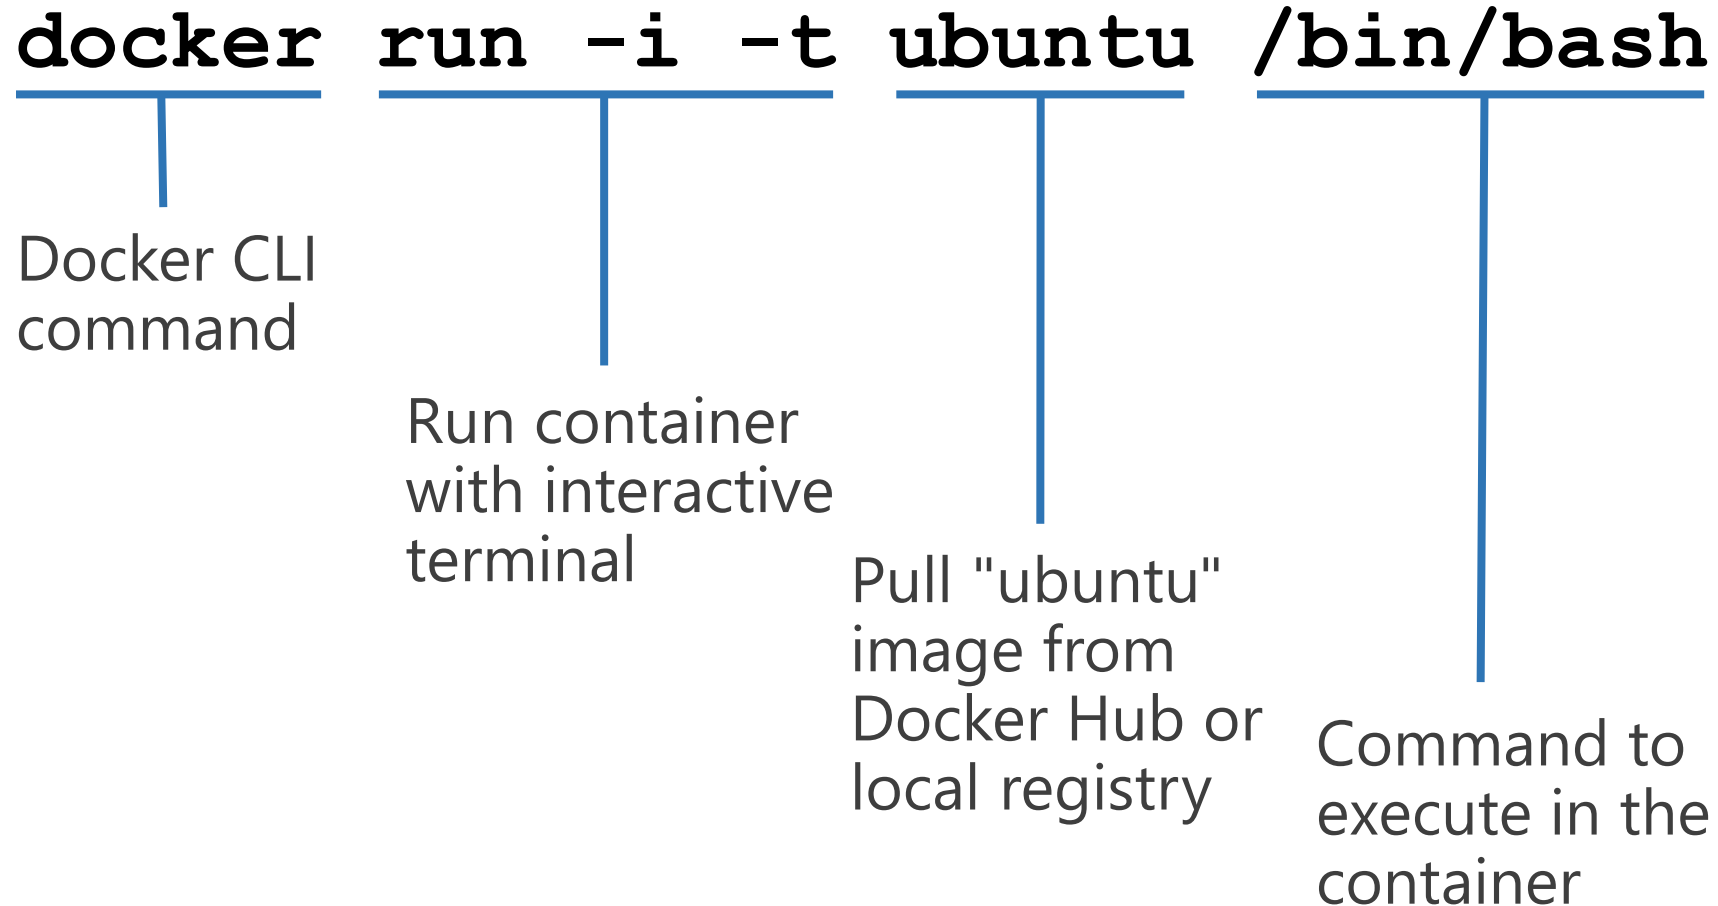 docker run -i -t ubuntu /bin/bash
Docker CLI
command
Run container
with interactive
terminal
Pull "ubuntu"
image from
Docker Hub or
local registry
Command to
execute in the
container